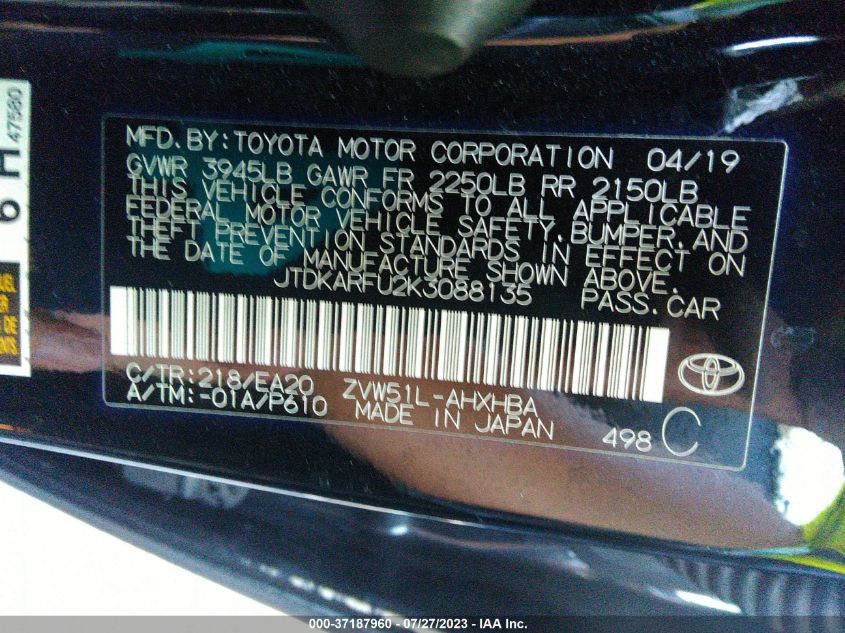 MFD.BY:TOYOTA MOTOR CORPORATION 04/19
GVWR 3945LB GAWR FR 2250LB RR 2150LB
THIS VEHICLE CONFORMS TO ALL APPLICABLE
FEDERAL MOTOR VEHICLE SAFETY,BUMPER,AND
THEFT PREVENTION STANDARDS IN EFFECT ON
THE DATE OF MANUFACTURE SHOWN ABOVE.
JTDKARFU2K3088135 PASS.CAR
C/TR:218/EA20 ZVW51L-AHXHBA
A/TM:-01A/P610 MADE IN JAPAN
498 C
6 H
47580
DE
000-37187960 - 07/27/2023 - IAA Inc.